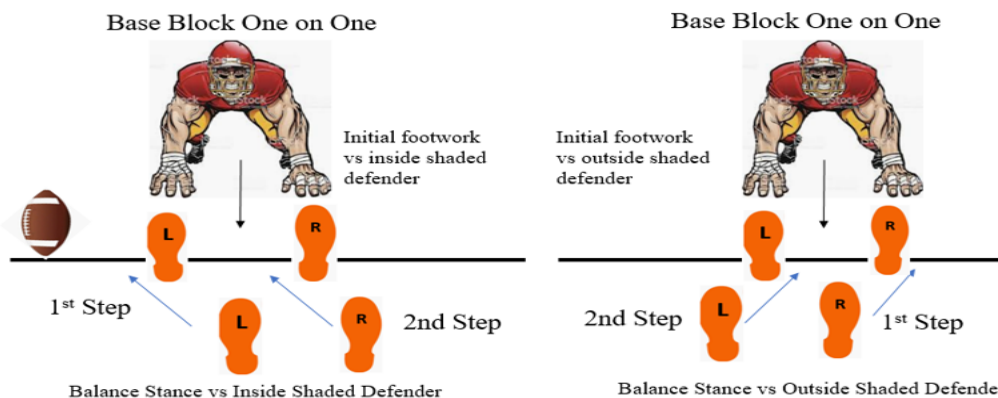 Base Block One on One
Initial footwork
vs inside shaded
defender
L
R
1st Step
L
R
2nd Step
Balance Stance vs Inside Shaded Defender
Base Block One on One
Initial footwork
vs outside shaded
defender
L
R
2nd Step
L
R
1st Step
Balance Stance vs Outside Shaded Defende